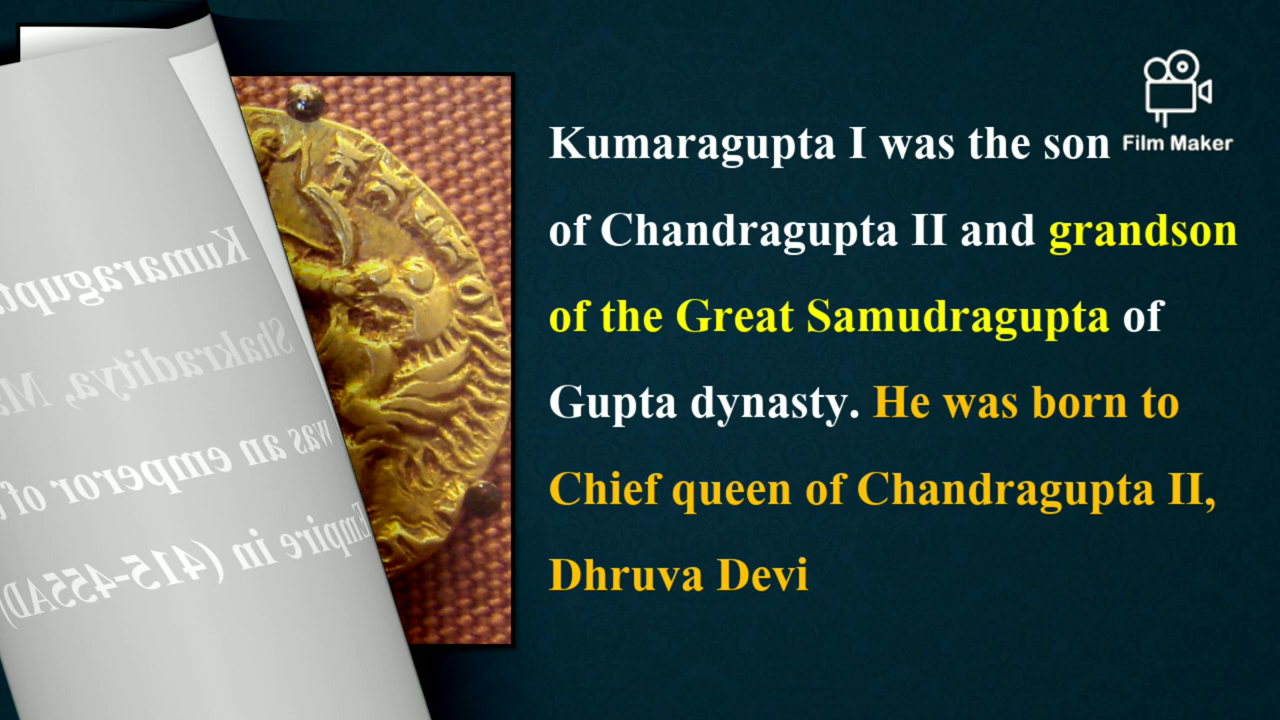 Kumaragupta I was the son
of Chandragupta II and grandson
of the Great Samudragupta of
Gupta dynasty. He was born to
Chief queen of Chandragupta II,
Dhruva Devi
Film Maker
Kumaragupt
Shakraditya, Ma
was an emperor of
Empire in (415-455AD)